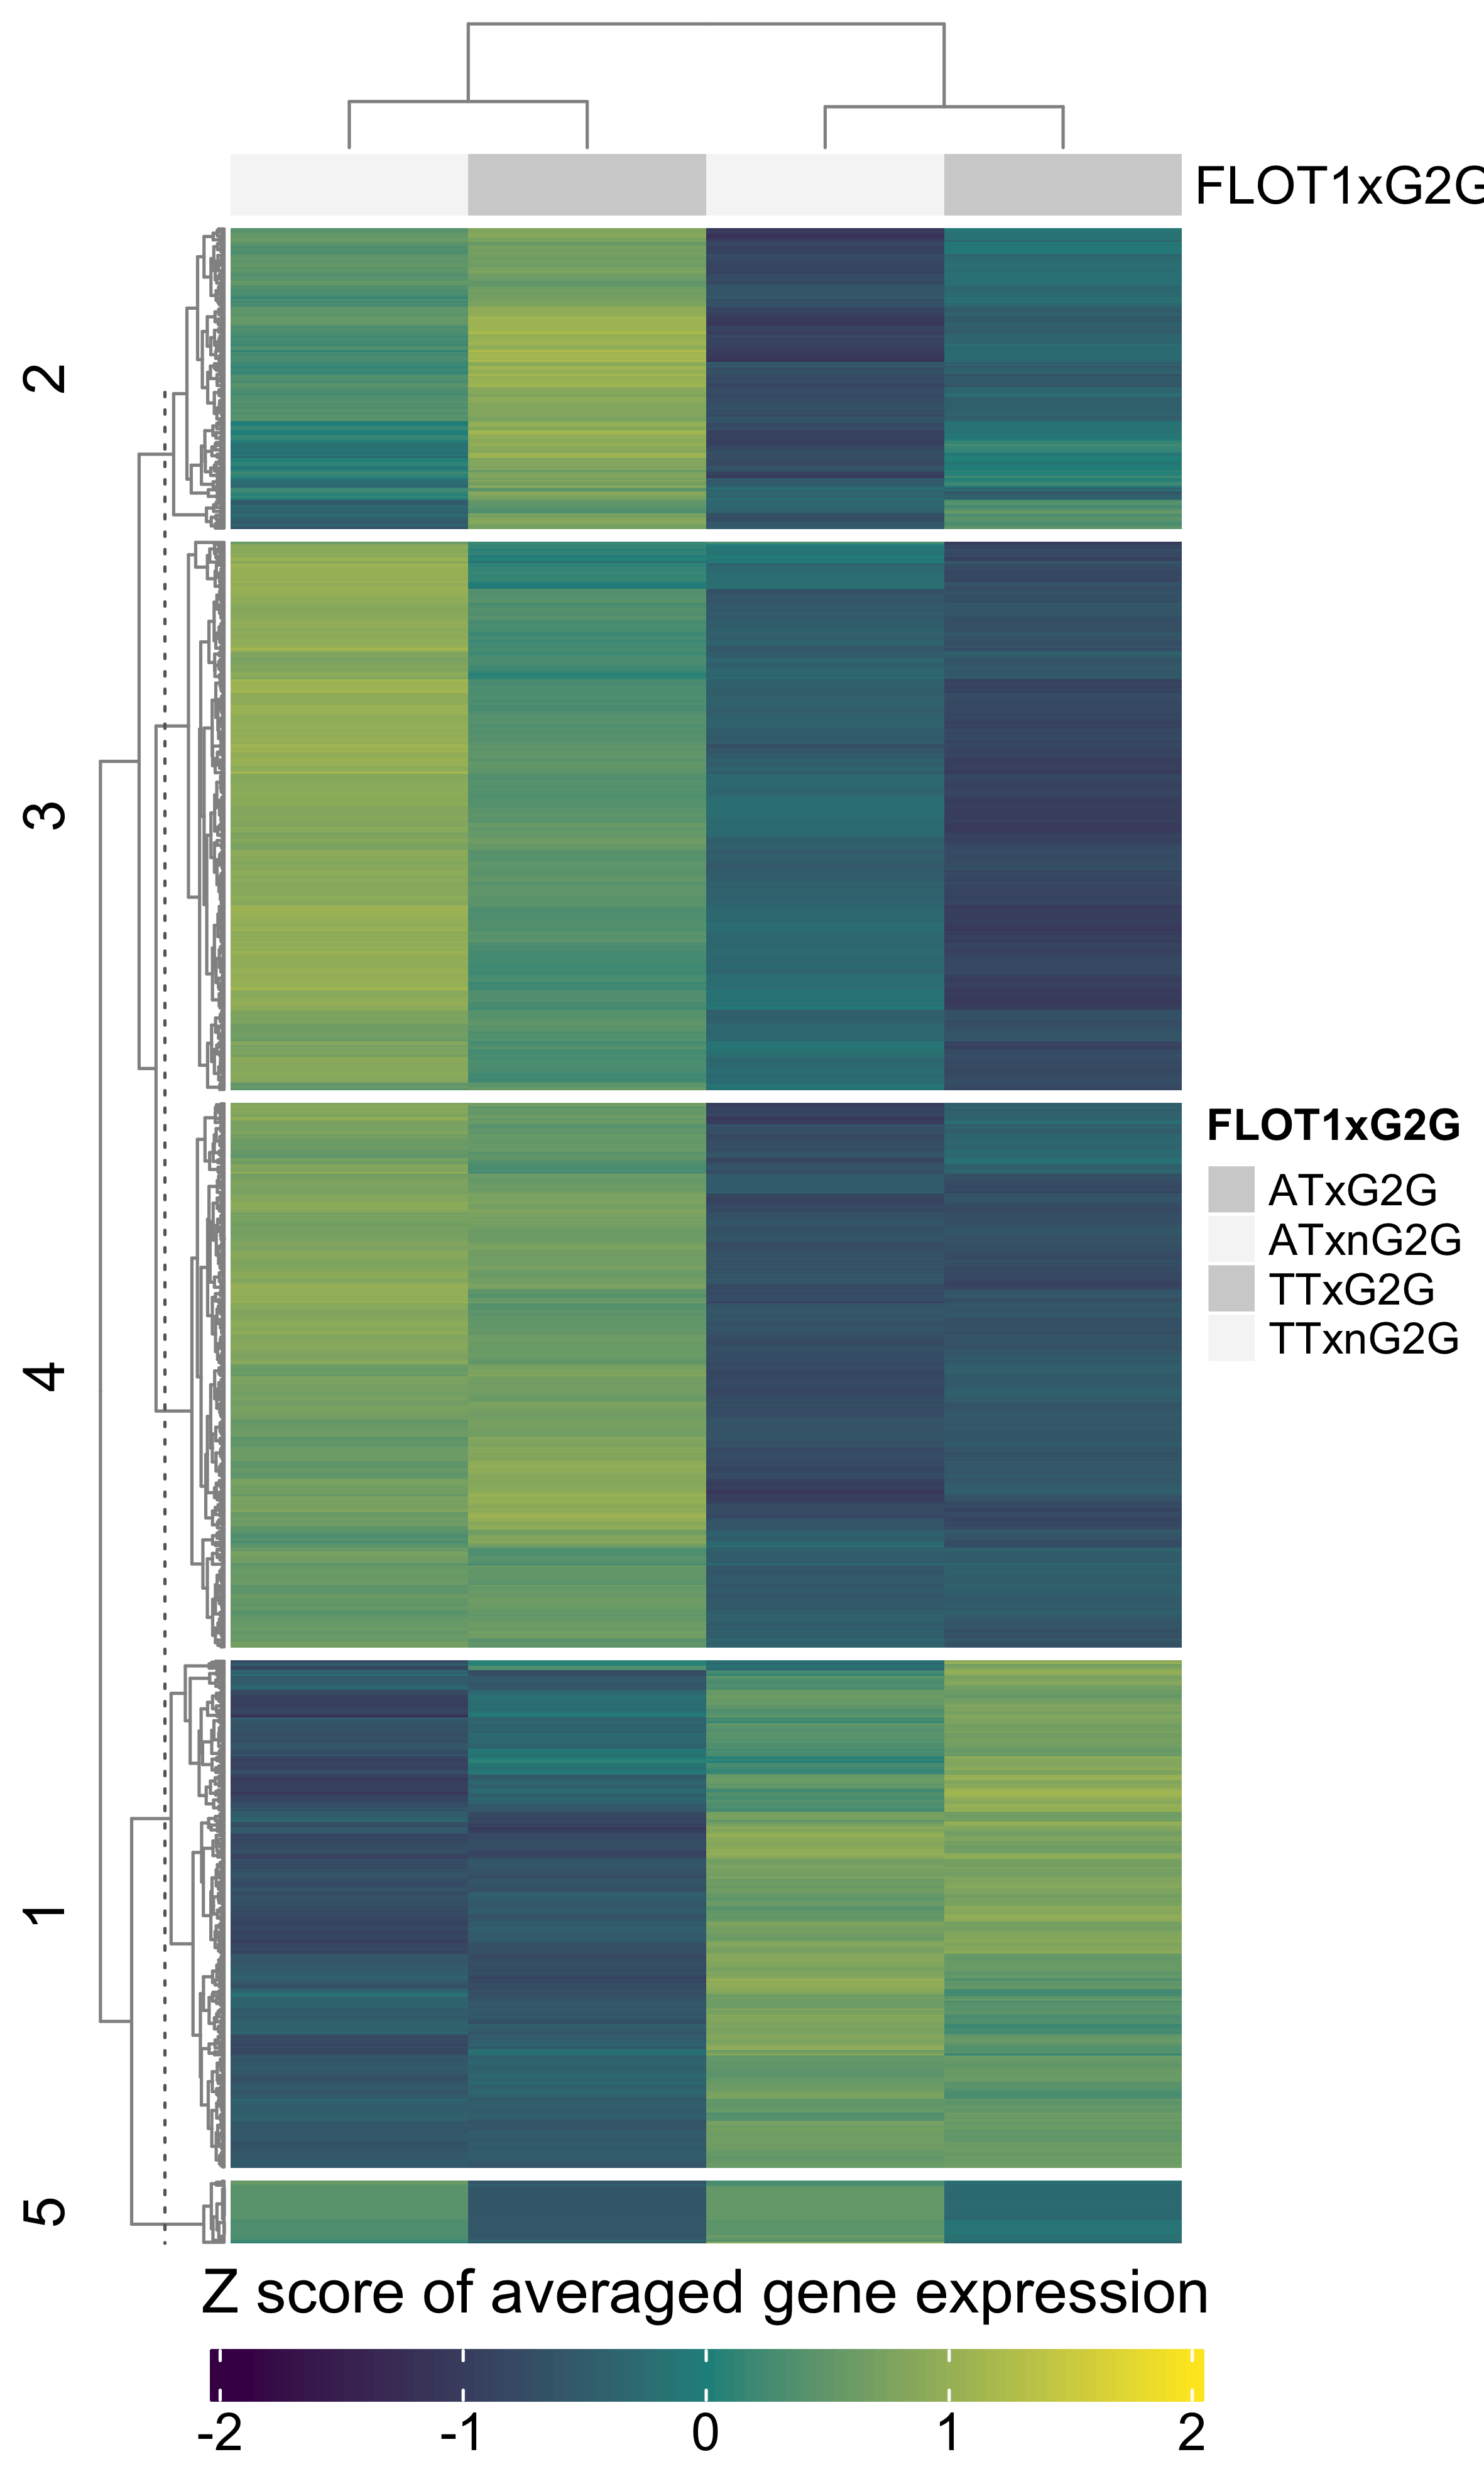 FLOT1xG2G
2
3
4
1
5
FLOT1xG2G
ATxG2G
ATxnG2G
TTxG2G
TTxnG2G
Z score of averaged gene expression
-2 -1 0 1 2